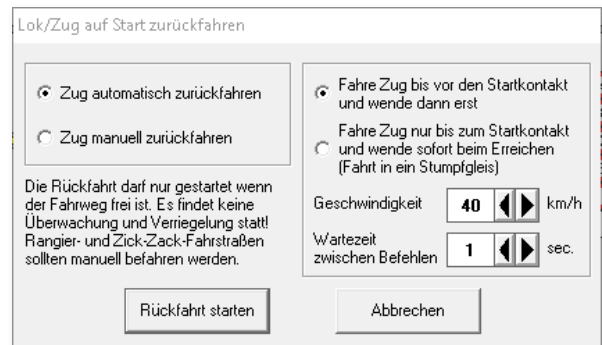 Lok/Zug auf Start zurückfahren
Zug automatisch zurückfahren
Zug manuell zurückfahren
Die Rückfahrt darf nur gestartet wenn
der Fahrweg frei ist. Es findet keine
Überwachung und Verriegelung statt!
Rangier- und Zick-Zack-Fahrstraßen
sollten manuell befahren werden.
Fahre Zug bis vor den Startkontakt
und wende dann erst
Fahre Zug nur bis zum Startkontakt
und wende sofort beim Erreichen
(Fahrt in ein Stumpfgleis)
Geschwindigkeit 40 km/h
Wartezeit
zwischen Befehlen 1 sec.
Rückfahrt starten
Abbrechen